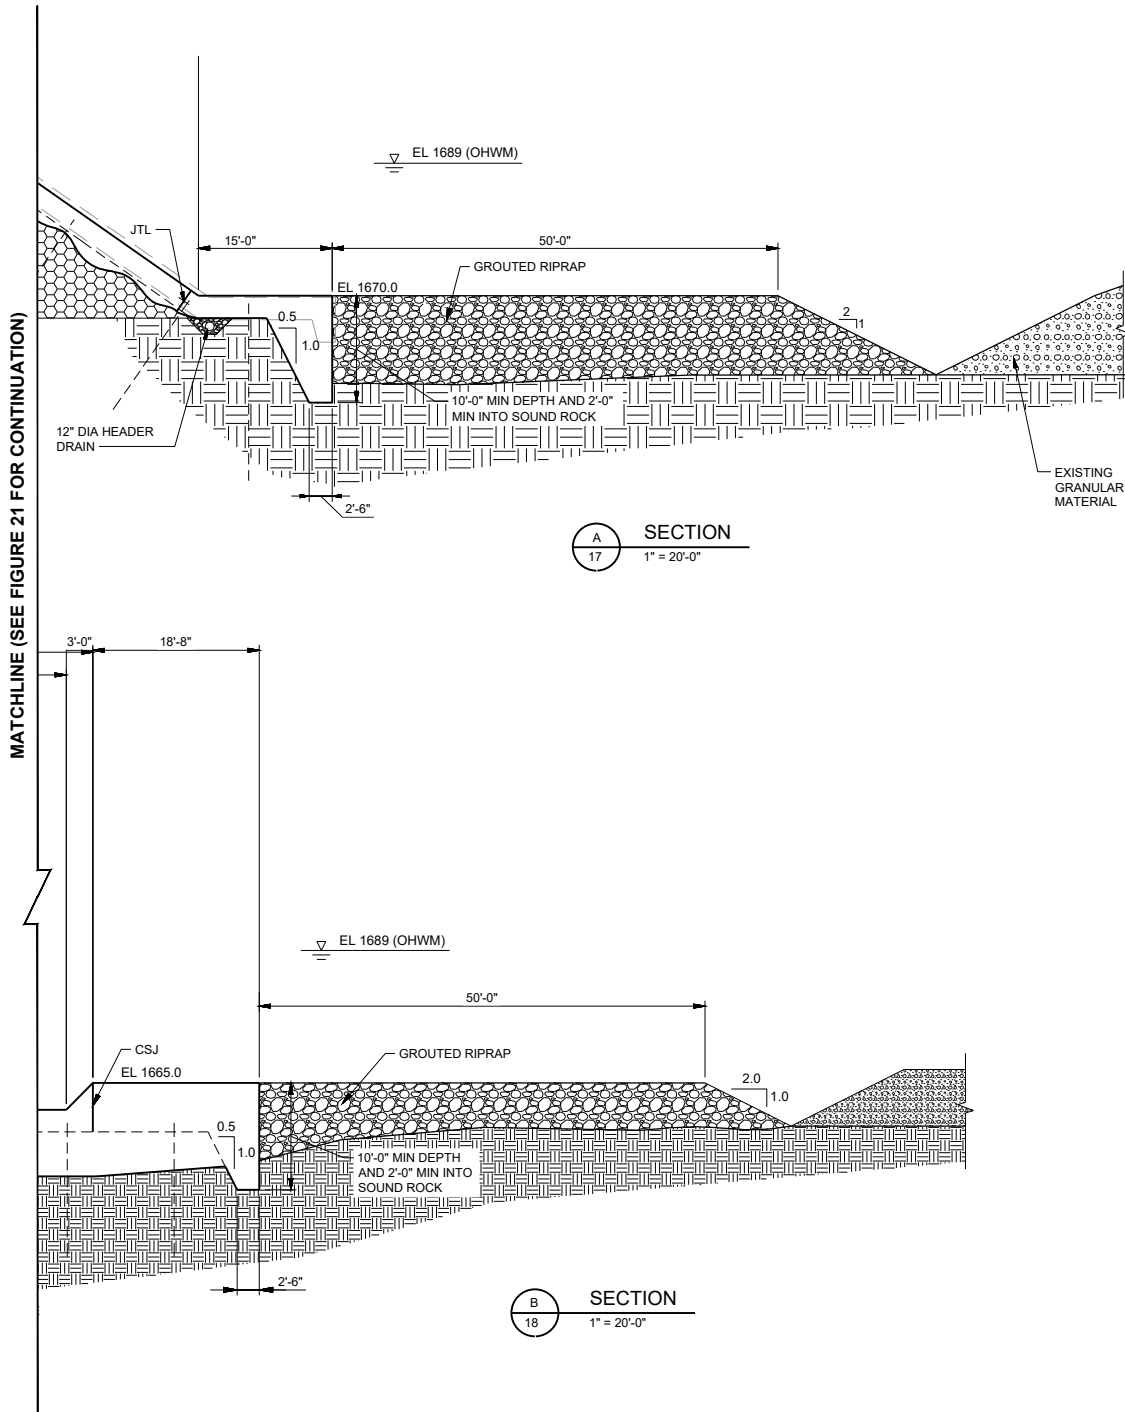 MATCHLINE (SEE FIGURE 21 FOR CONTINUATION)
EL 1689 (OHWM)
JTL
15'-0"
50'-0"
GROUTED RIPRAP
EL 1670.0
0.5
1.0
2
1
10'-0" MIN DEPTH AND 2'-0"
MIN INTO SOUND ROCK
12" DIA HEADER
DRAIN
EXISTING
GRANULAR
MATERIAL
2'-6"
A
17
SECTION
1" = 20'-0"
3'-0"
18'-8"
EL 1689 (OHWM)
50'-0"
CSJ
GROUTED RIPRAP
EL 1665.0
2.0
1.0
0.5
1.0
10'-0" MIN DEPTH
AND 2'-0" MIN INTO
SOUND ROCK
2'-6"
B
18
SECTION
1" = 20'-0"